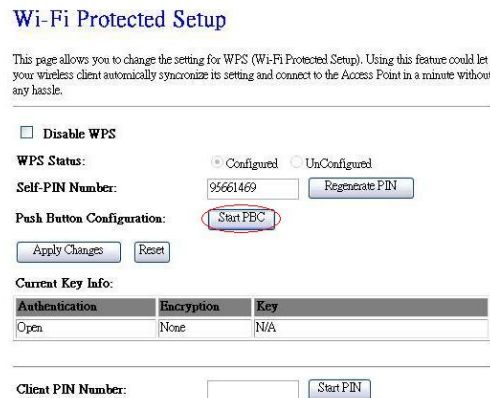 Wi-Fi Protected Setup
This page allows you to change the setting for WPS (Wi-Fi Protected Setup). Using this feature could let
your wireless client automically syncronize its setting and connect to the Access Point in a minute without
any hassle.
Disable WPS
WPS Status: Configured UnConfigured
Self-PIN Number: 95661469 Regenerate PIN
Push Button Configuration: Start PBC
Apply Changes Reset
Current Key Info:
Authentication Encryption Key
Open None N/A
Client PIN Number: Start PIN